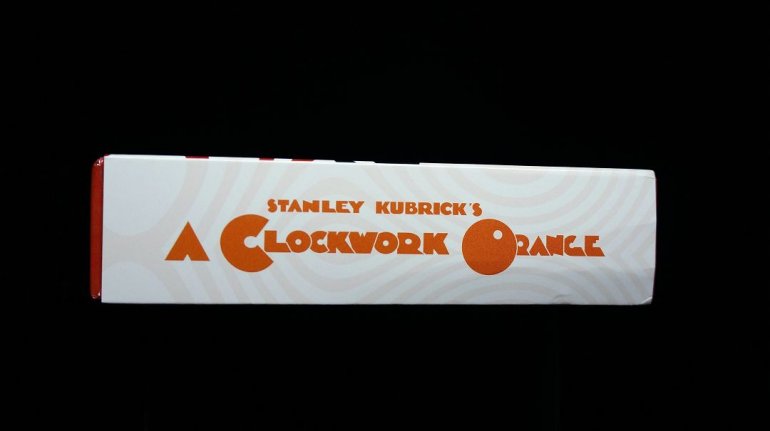 STANLEY KUBRICK'S
A CLOCKWORK ORANGE